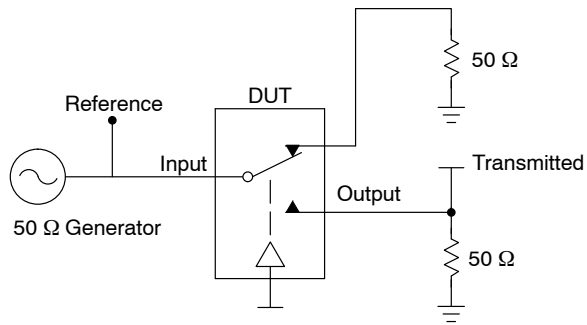 50 Ω
DUT
Reference
Input
Transmitted
Output
50 Ω Generator
50 Ω